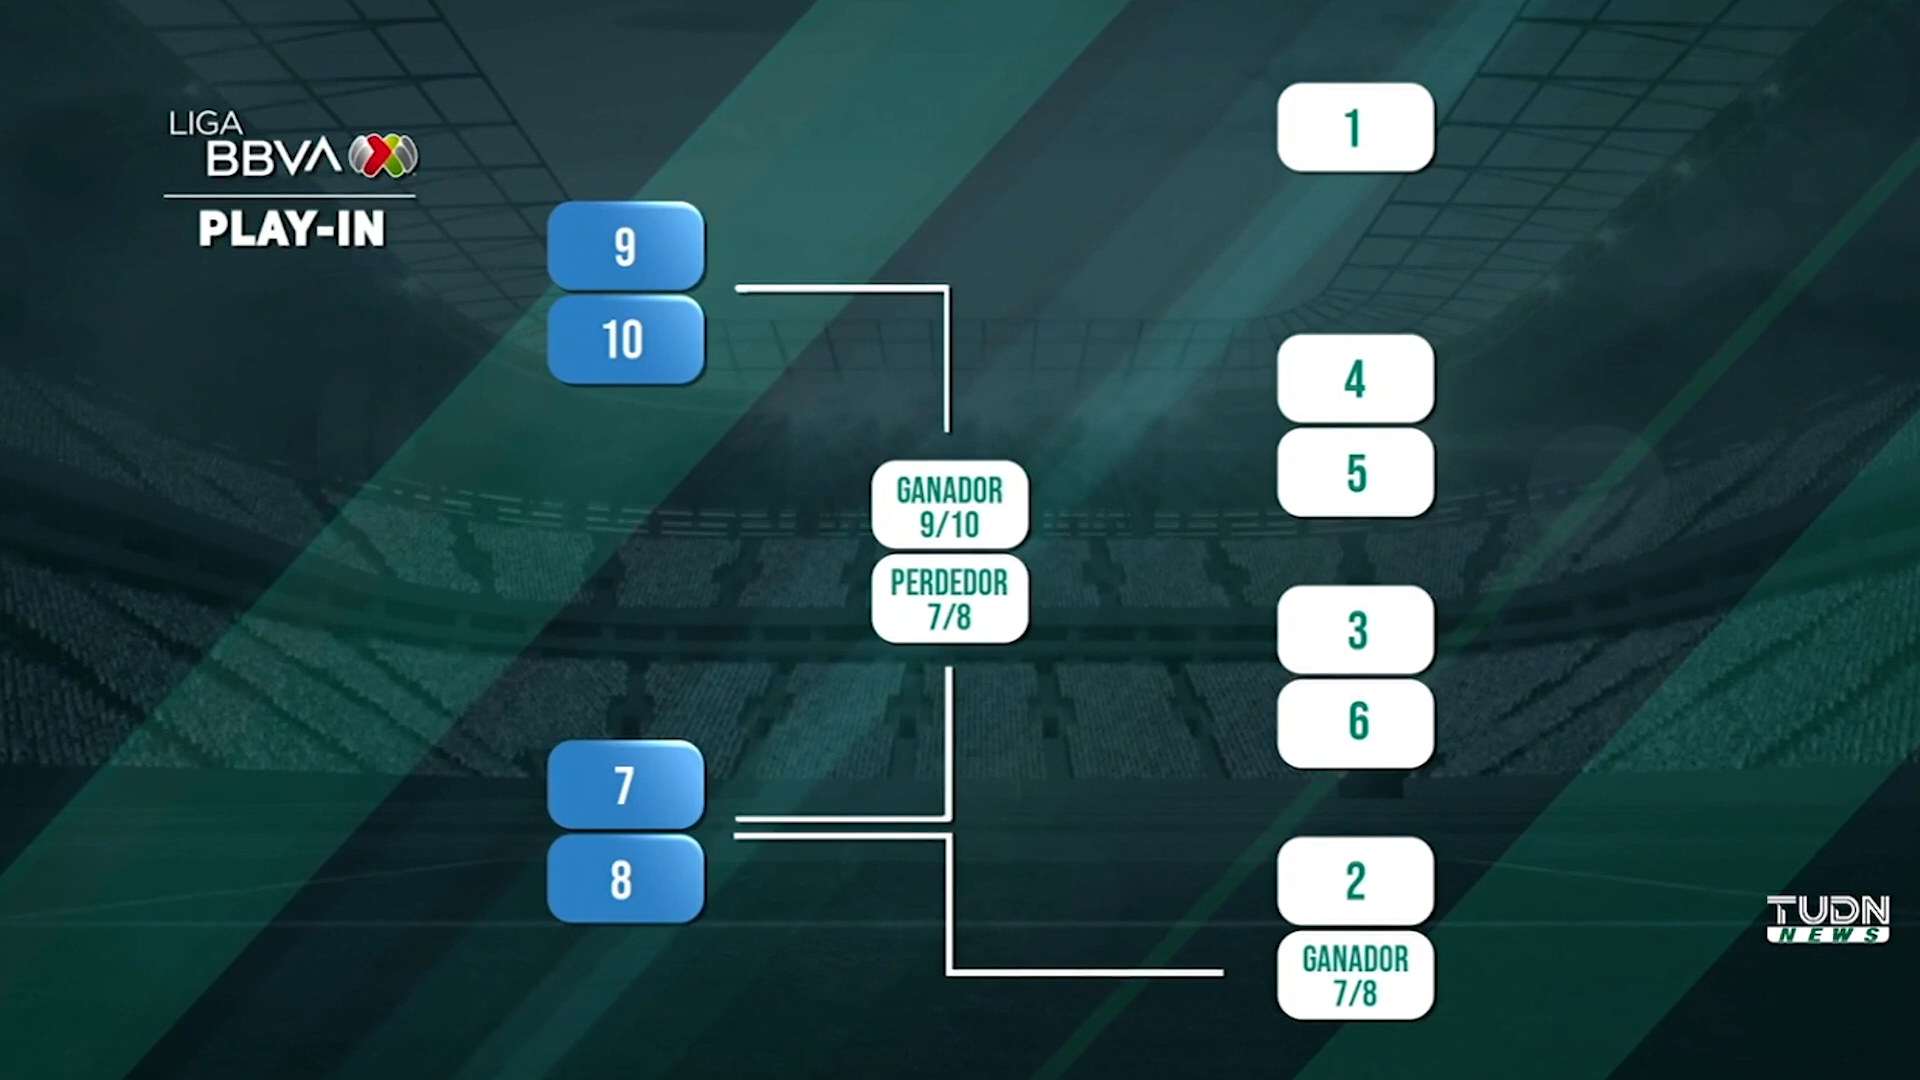 LIGA
BBVA
PLAY-IN
9
10
7
8
GANADOR
9/10
PERDEDOR
7/8
1
4
5
3
6
2
GANADOR
7/8
TUDN
NEWS